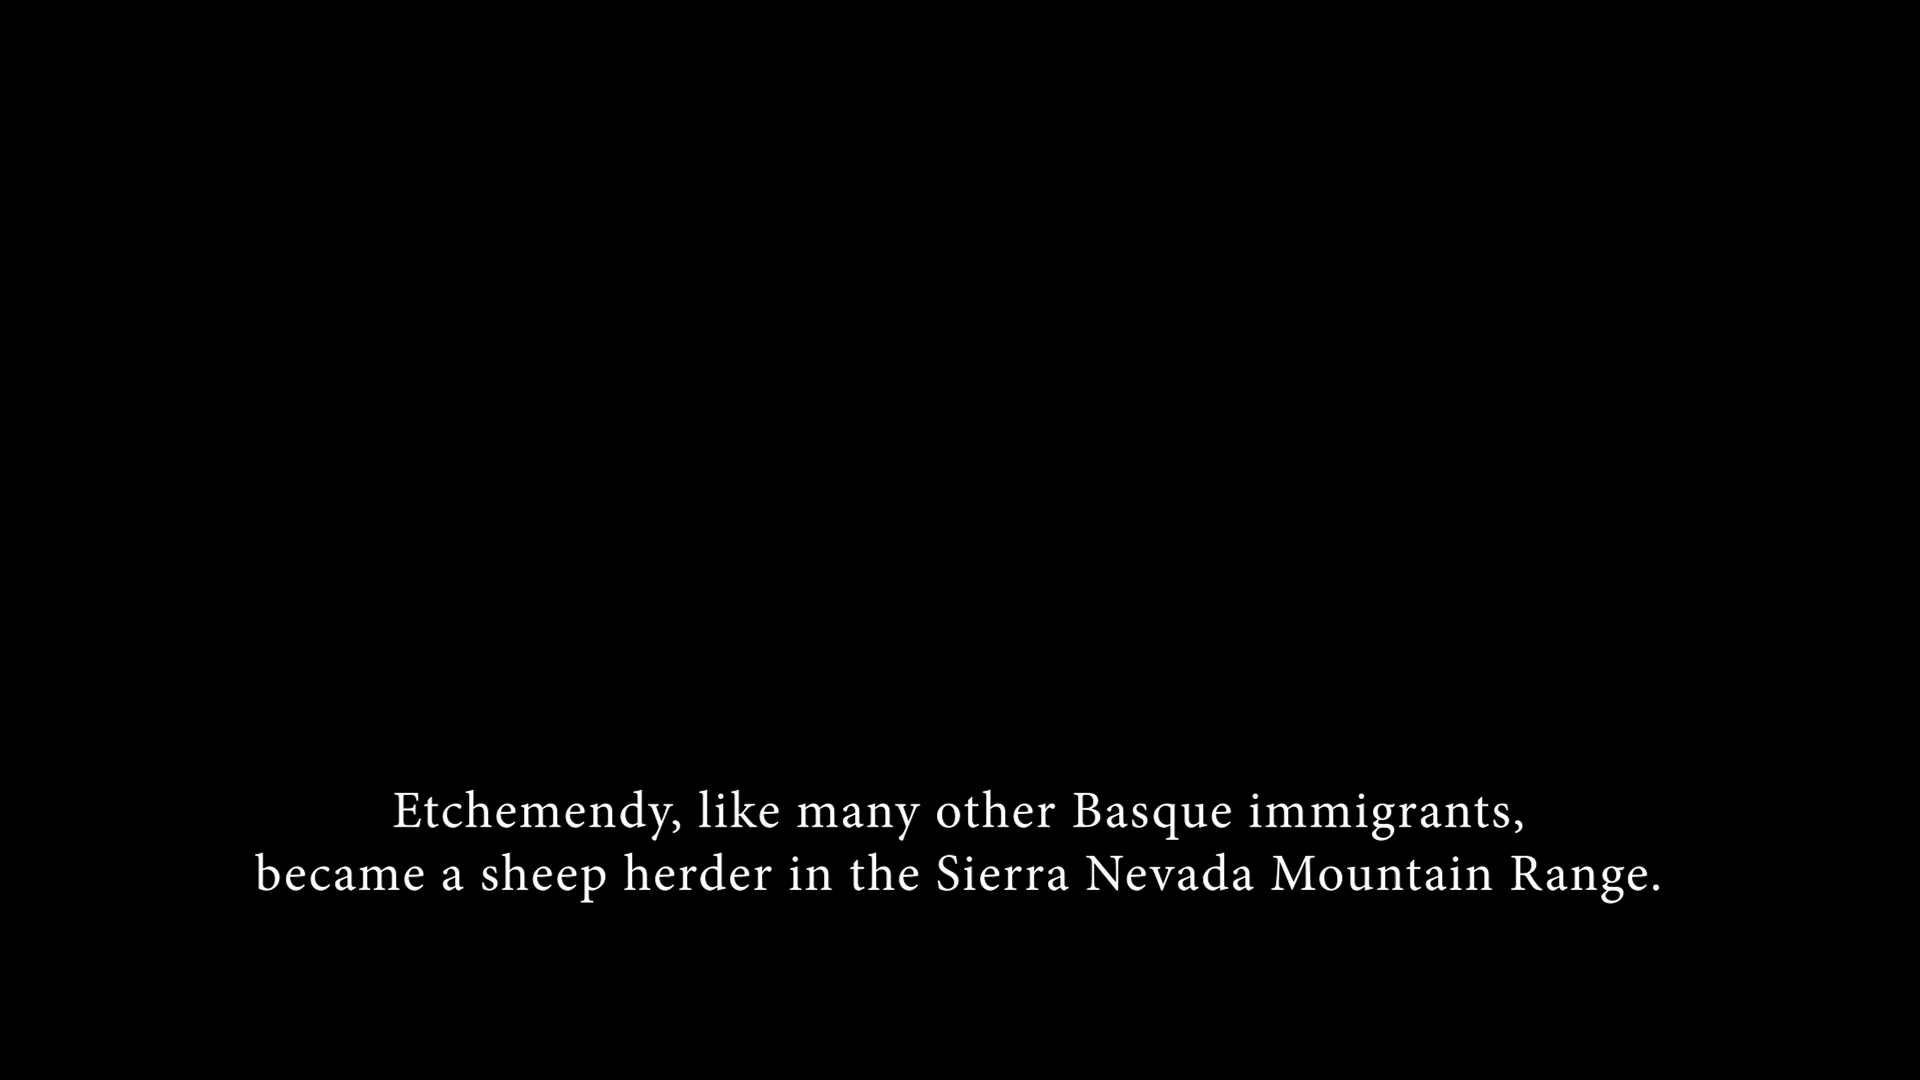 Etchemendy, like many other Basque immigrants,
became a sheep herder in the Sierra Nevada Mountain Range.